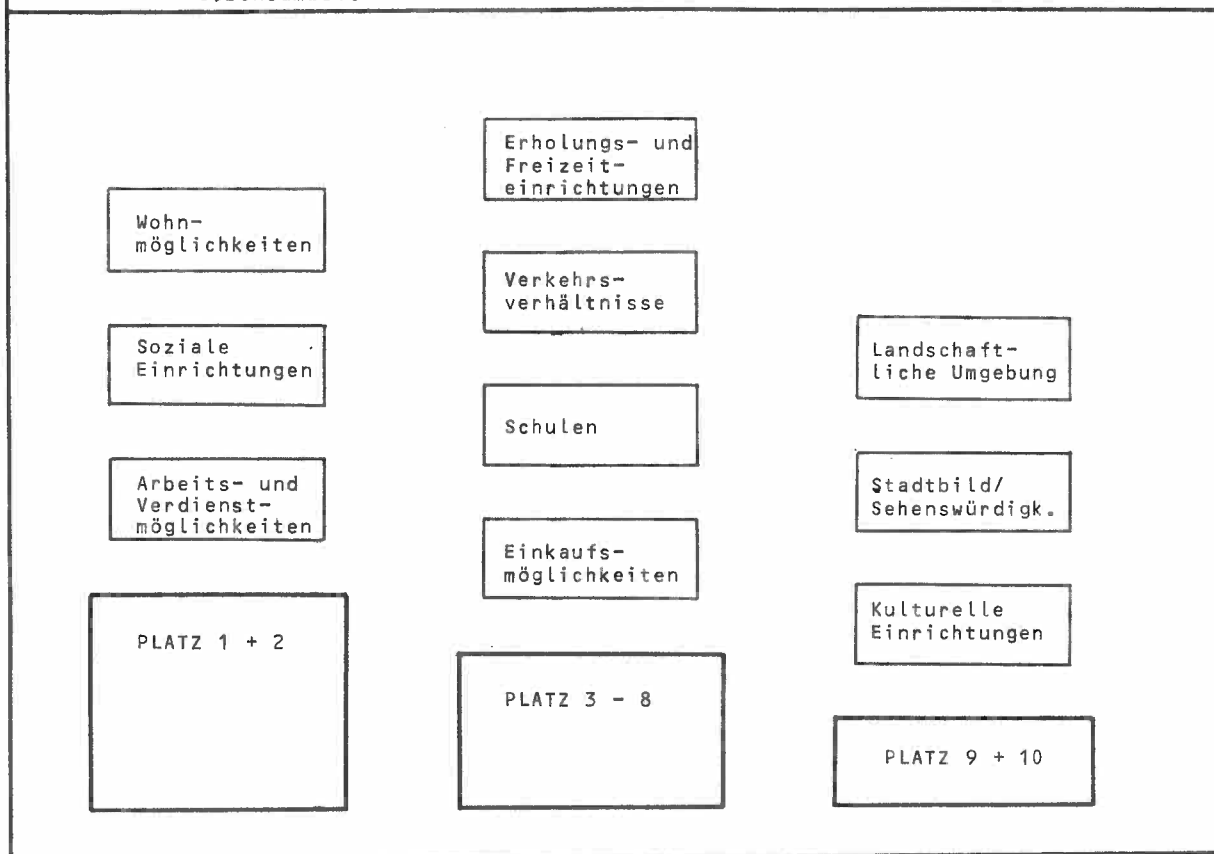 Wohn-
möglichkeiten
Soziale
Einrichtungen
Arbeits- und
Verdienst-
möglichkeiten
PLATZ 1 + 2
Erholungs- und
Freizeit-
einrichtungen
Verkehrs-
verhältnisse
Schulen
Einkaufs-
möglichkeiten
PLATZ 3 - 8
Landschaft-
liche Umgebung
Stadtbild/
Sehenswürdigk.
Kulturelle
Einrichtungen
PLATZ 9 + 10